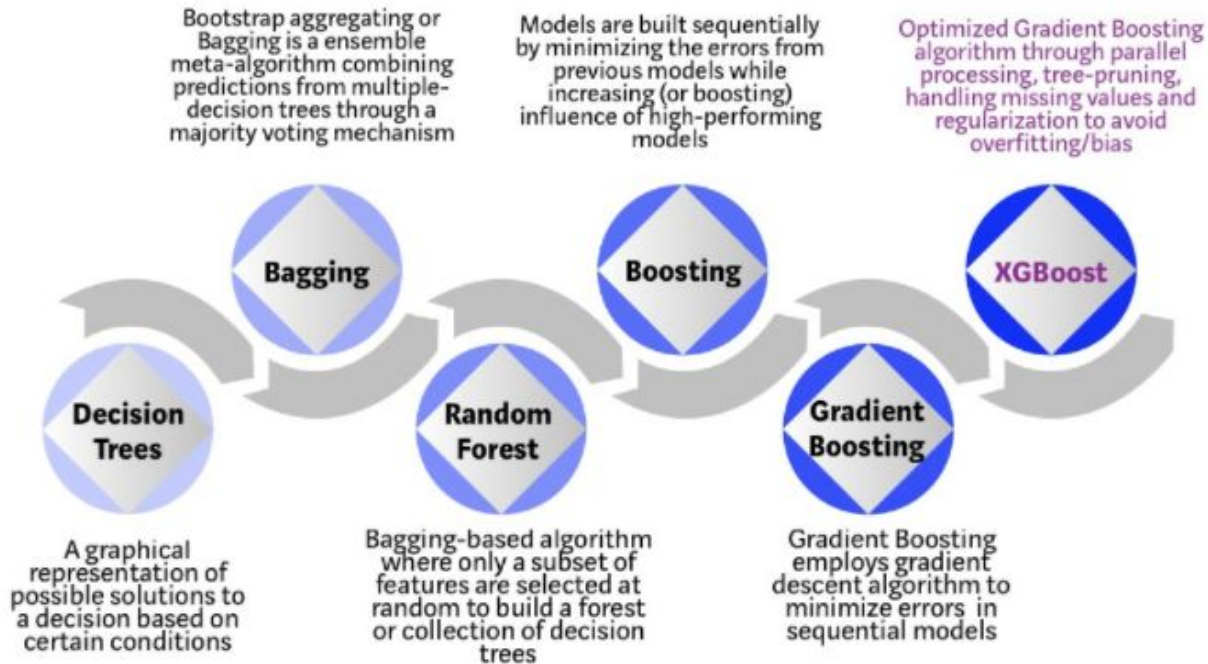 Bootstrap aggregating or
Bagging is a ensemble
meta-algorithm combining
predictions from multiple-
decision trees through a
majority voting mechanism
Models are built sequentially
by minimizing the errors from
previous models while
increasing (or boosting)
influence of high-performing
models
Optimized Gradient Boosting
algorithm through parallel
processing, tree-pruning,
handling missing values and
regularization to avoid
overfitting/bias
Bagging
Boosting
XGBoost
Decision
Trees
Random
Forest
Gradient
Boosting
A graphical
representation of
possible solutions to
a decision based on
certain conditions
Bagging-based algorithm
where only a subset of
features are selected at
random to build a forest
or collection of decision
trees
Gradient Boosting
employs gradient
descent algorithm to
minimize errors in
sequential models